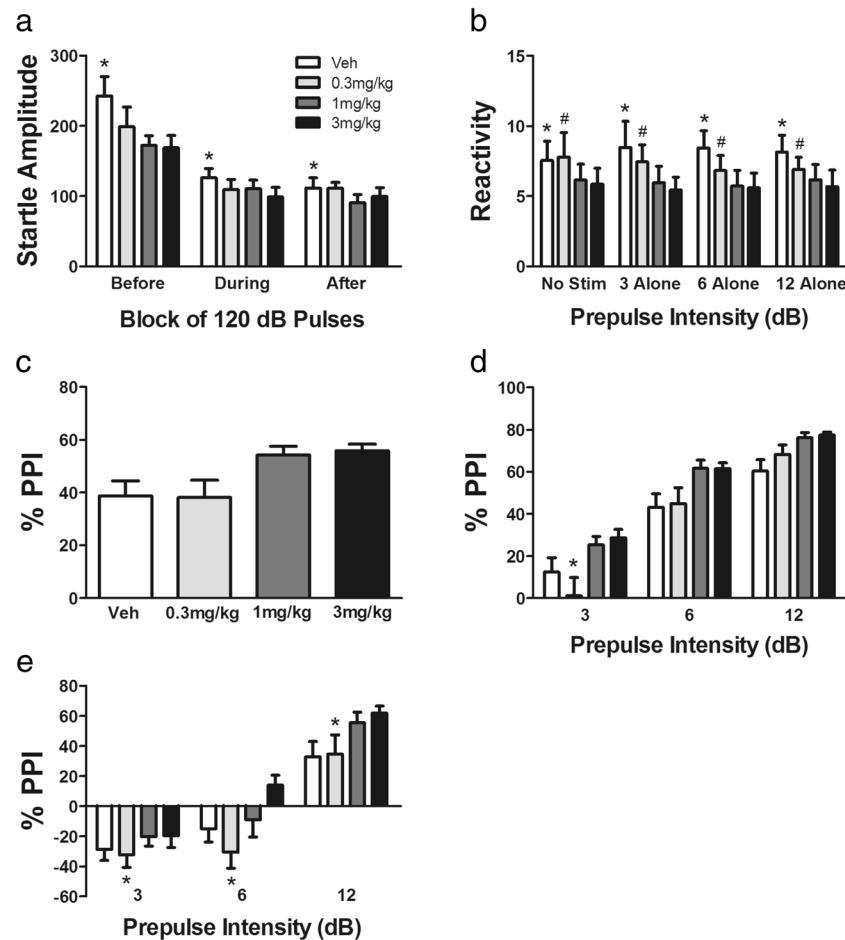 a
Startle Amplitude
300
200
100
0
*
*
*
Veh
0.3mg/kg
1mg/kg
3mg/kg
Before During After
Block of 120 dB Pulses
b
Reactivity
15
10
5
0
* # * # * # * #
No Stim 3 Alone 6 Alone 12 Alone
Prepulse Intensity (dB)
c
% PPI
80
60
40
20
0
Veh 0.3mg/kg 1mg/kg 3mg/kg
d
% PPI
100
80
60
40
20
0
*
3 6 12
Prepulse Intensity (dB)
e
% PPI
80
60
40
20
0
-20
-40
-60
*
*
*
3 6 12
Prepulse Intensity (dB)